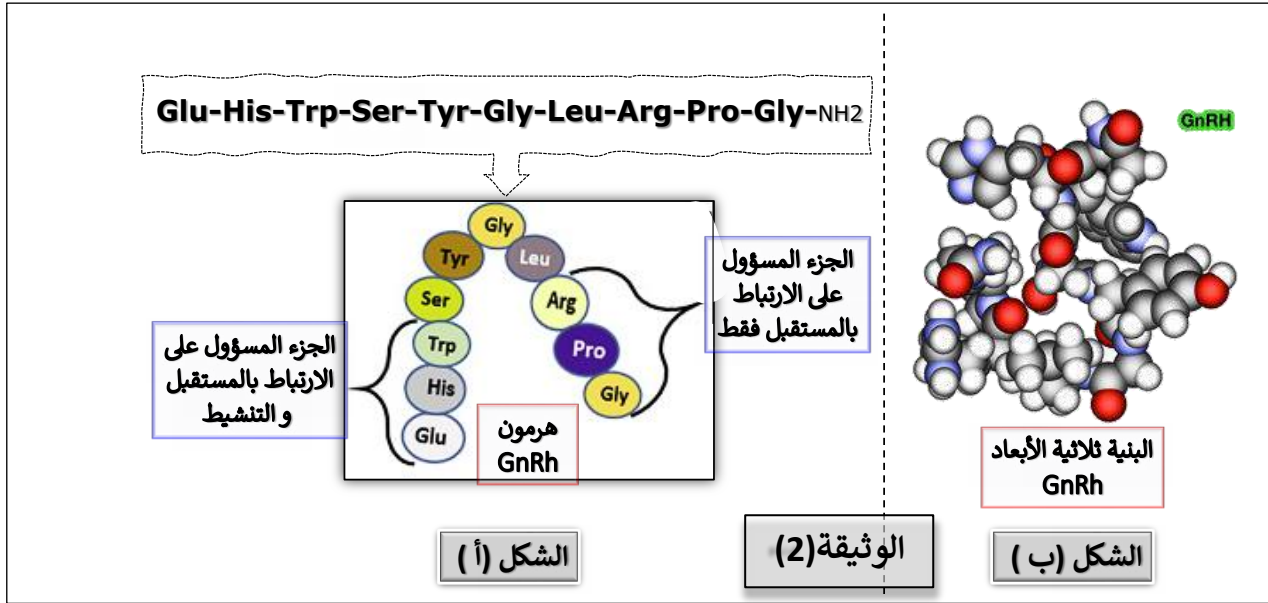 Glu-His-Trp-Ser-Tyr-Gly-Leu-Arg-Pro-Gly-NH2
Gly
Tyr
Leu
Ser
Arg
Trp
Pro
His
Gly
Glu
الجزء المسؤول
على الارتباط
بالمستقبل فقط
الجزء المسؤول على
الارتباط بالمستقبل
و التنشيط
هرمون
GnRh
الشكل (أ )
GnRH
البنية ثلاثية الأبعاد
GnRh
الشكل (ب )
الوثيقة(2)